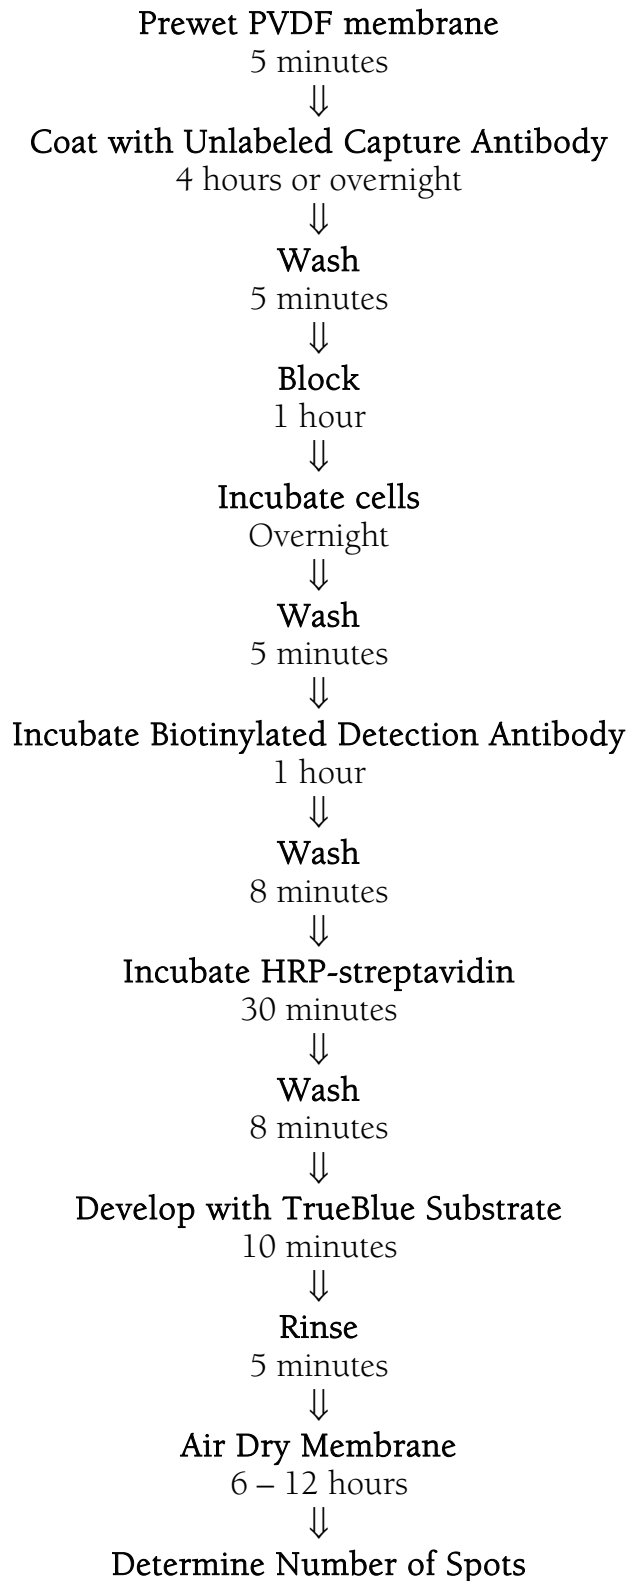 Prewet PVDF membrane
5 minutes
⇓
Coat with Unlabeled Capture Antibody
4 hours or overnight
⇓
Wash
5 minutes
⇓
Block
1 hour
⇓
Incubate cells
Overnight
⇓
Wash
5 minutes
⇓
Incubate Biotinylated Detection Antibody
1 hour
⇓
Wash
8 minutes
⇓
Incubate HRP-streptavidin
30 minutes
⇓
Wash
8 minutes
⇓
Develop with TrueBlue Substrate
10 minutes
⇓
Rinse
5 minutes
⇓
Air Dry Membrane
6 – 12 hours
⇓
Determine Number of Spots